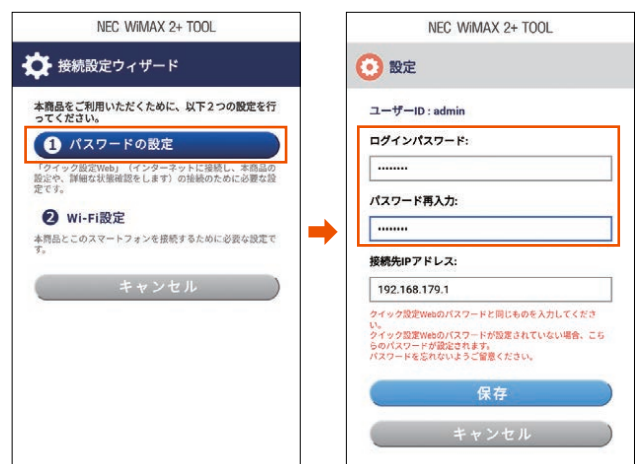 NEC WiMAX 2+ TOOL
接続設定ウィザード
本商品をご利用いただくために、以下2つの設定を行
ってください。
1 パスワードの設定
「クイック設定Web」（インターネットに接続し、本商品の
設定や、詳細な状態確認をします）の接続のために必要な設
定です。
2 Wi-Fi設定
本商品とこのスマートフォンを接続するために必要な設定で
す。
キャンセル
NEC WiMAX 2+ TOOL
設定
ユーザーID : admin
ログインパスワード:
........
パスワード再入力:
........
接続先IPアドレス:
192.168.179.1
クイック設定Webのパスワードと同じものを入力してくださ
い。
クイック設定Webのパスワードが設定されていない場合、こち
らのパスワードが設定されます。
パスワードを忘れないようご留意ください。
保存
キャンセル